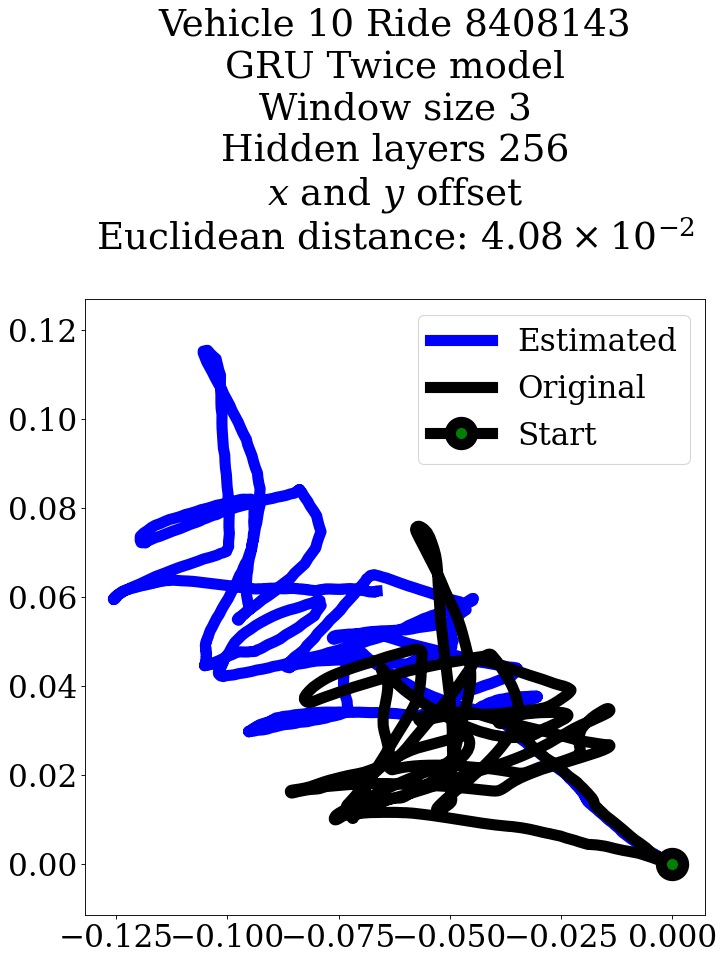 Vehicle 10 Ride 8408143
GRU Twice model
Window size 3
Hidden layers 256
x and y offset
Euclidean distance: 4.08 × 10⁻²
Estimated
Original
Start
0.12
0.10
0.08
0.06
0.04
0.02
0.00
−0.125 −0.100 −0.075 −0.050 −0.025 0.000